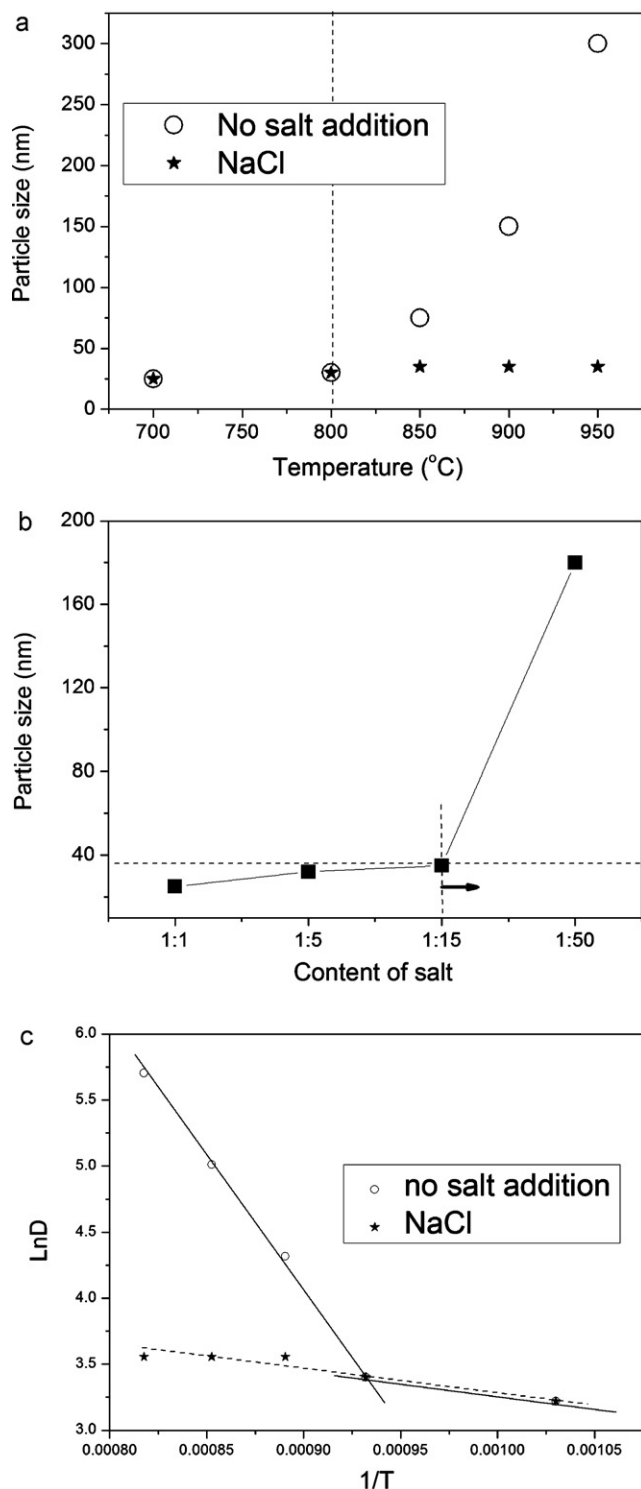 a
300
250
200
150
100
50
0
Particle size (nm)
No salt addition
NaCl
700 750 800 850 900 950
Temperature (°C)
b
200
160
120
80
40
Particle size (nm)
1:1 1:5 1:15 1:50
Content of salt
c
6.0
5.5
5.0
4.5
4.0
3.5
3.0
LnD
no salt addition
NaCl
0.00080 0.00085 0.00090 0.00095 0.00100 0.00105
1/T